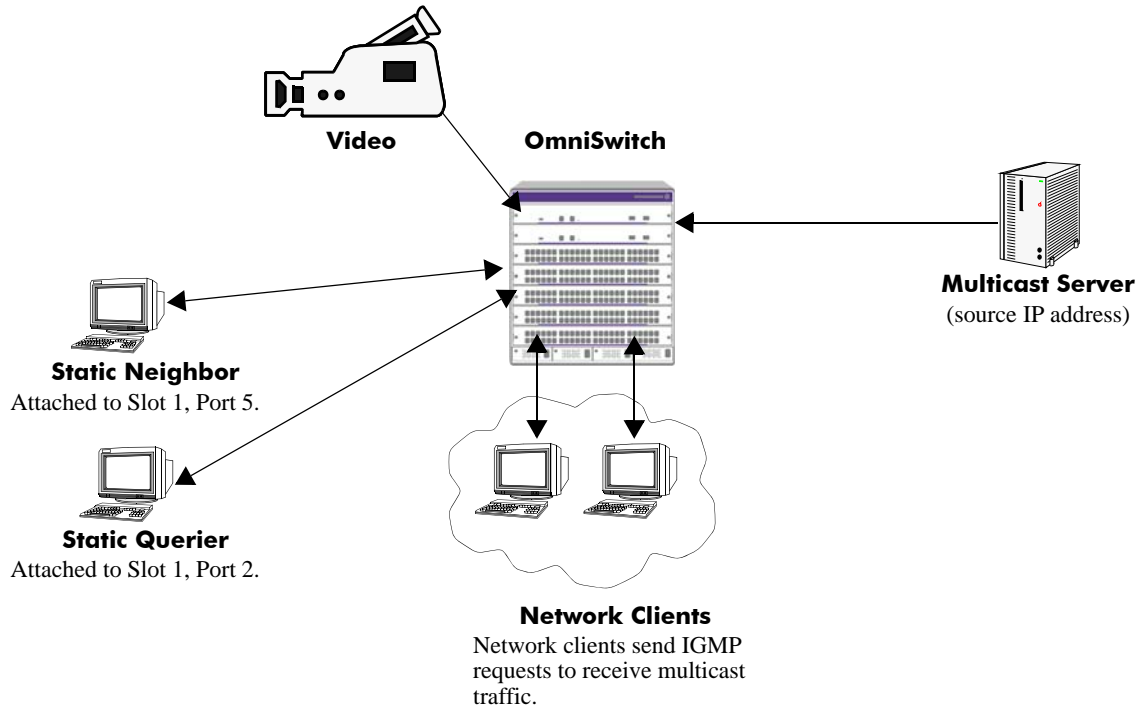 Video
OmniSwitch
Multicast Server
(source IP address)
Static Neighbor
Attached to Slot 1, Port 5.
Static Querier
Attached to Slot 1, Port 2.
Network Clients
Network clients send IGMP
requests to receive multicast
traffic.